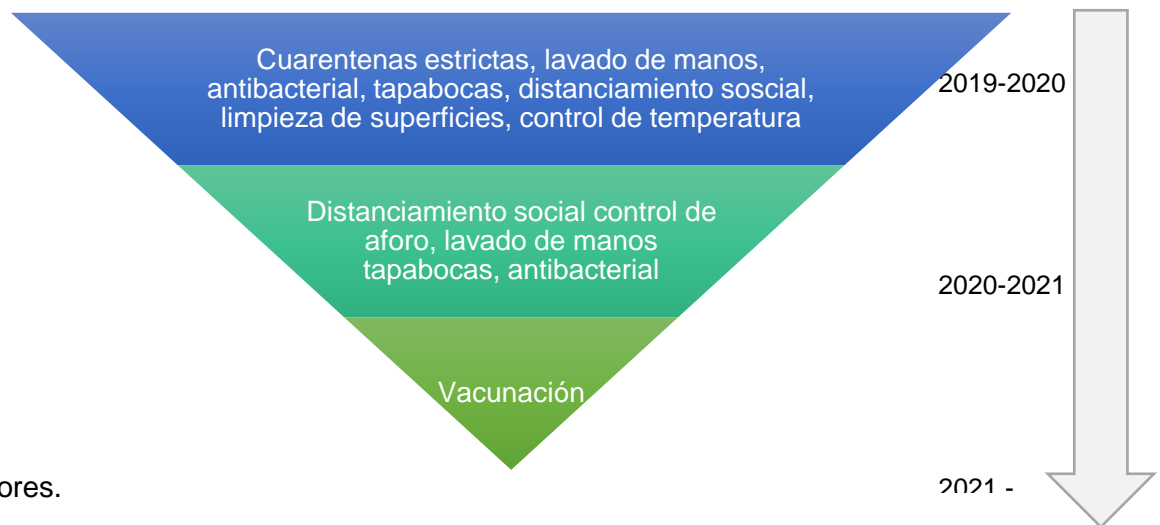 Cuarentenas estrictas, lavado de manos,
antibacterial, tapabocas, distanciamiento soscial,
limpieza de superficies, control de temperatura
2019-2020
Distanciamiento social control de
aforo, lavado de manos
tapabocas, antibacterial
2020-2021
Vacunación
ores.
2021 -